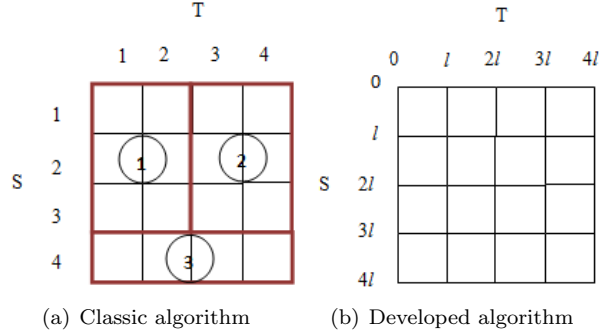 T
1 2 3 4
1
2
3
4
S
1
2
3
(a) Classic algorithm
T
0 l 2l 3l 4l
0
l
2l
3l
4l
S
(b) Developed algorithm